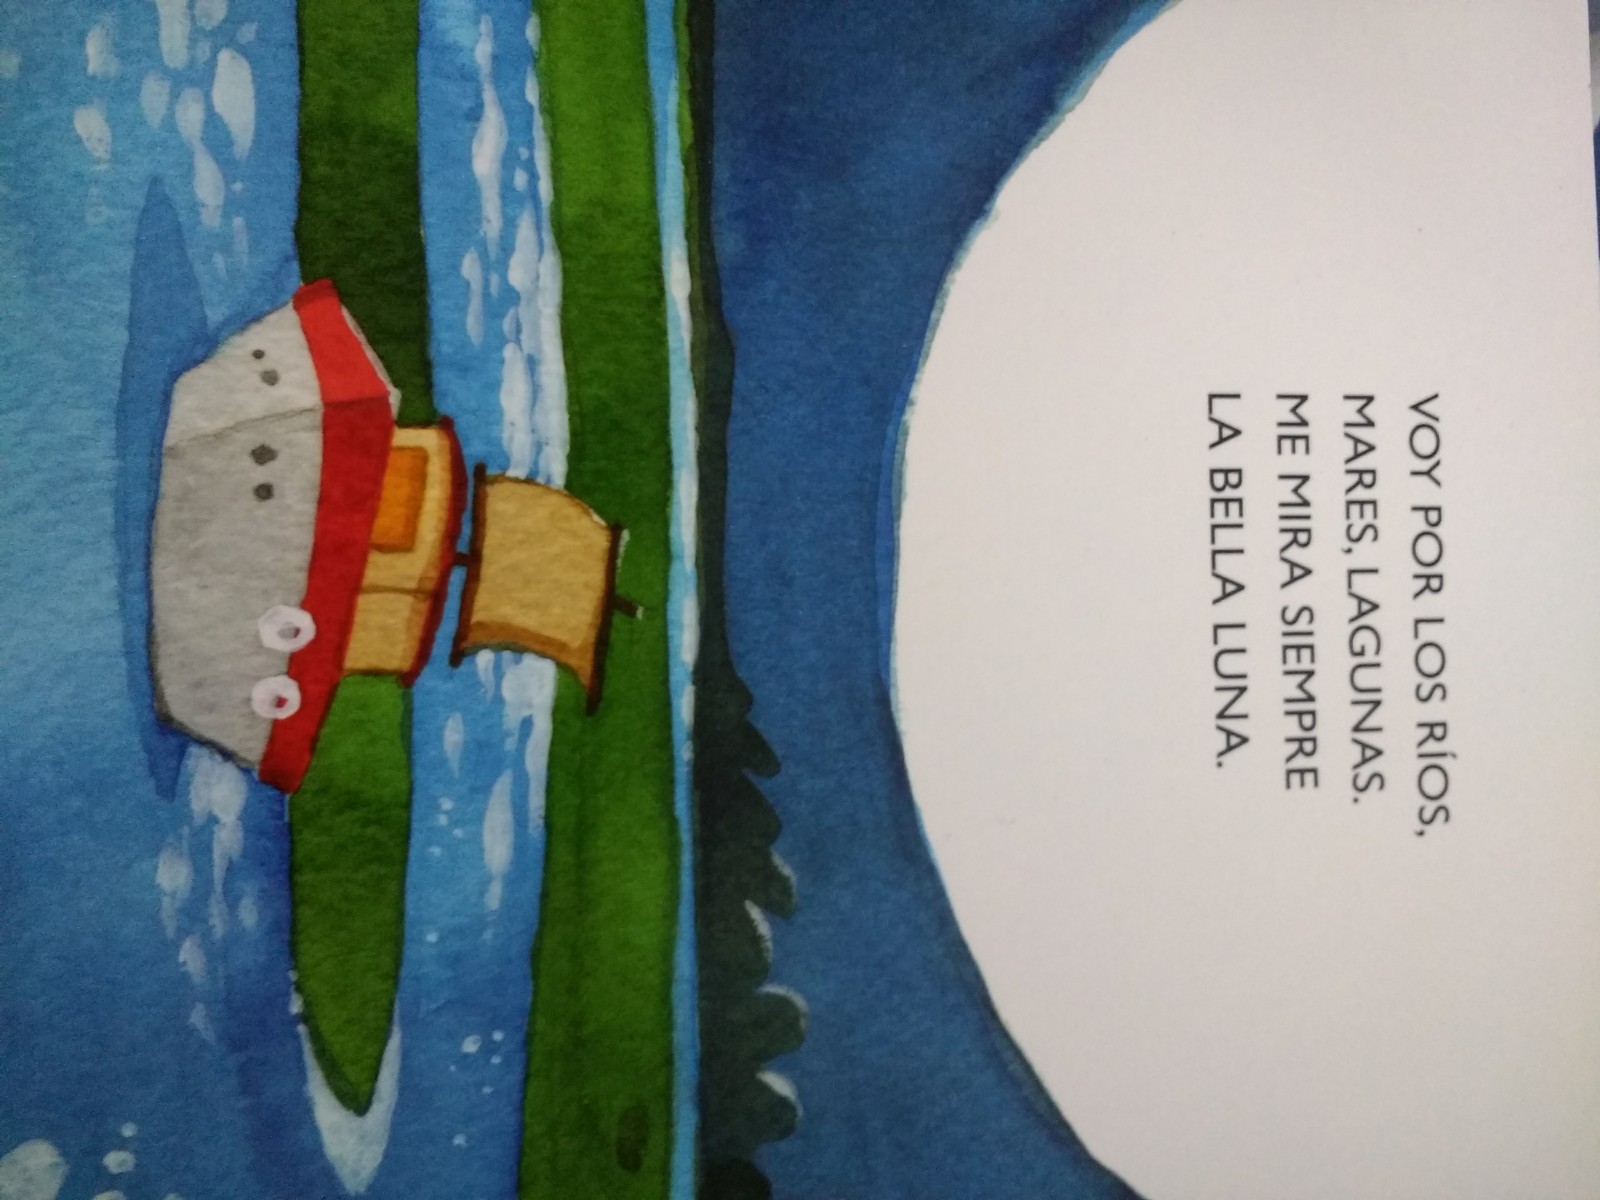 VOY POR LOS RÍOS,
MARES, LAGUNAS.
ME MIRA SIEMPRE
LA BELLA LUNA.